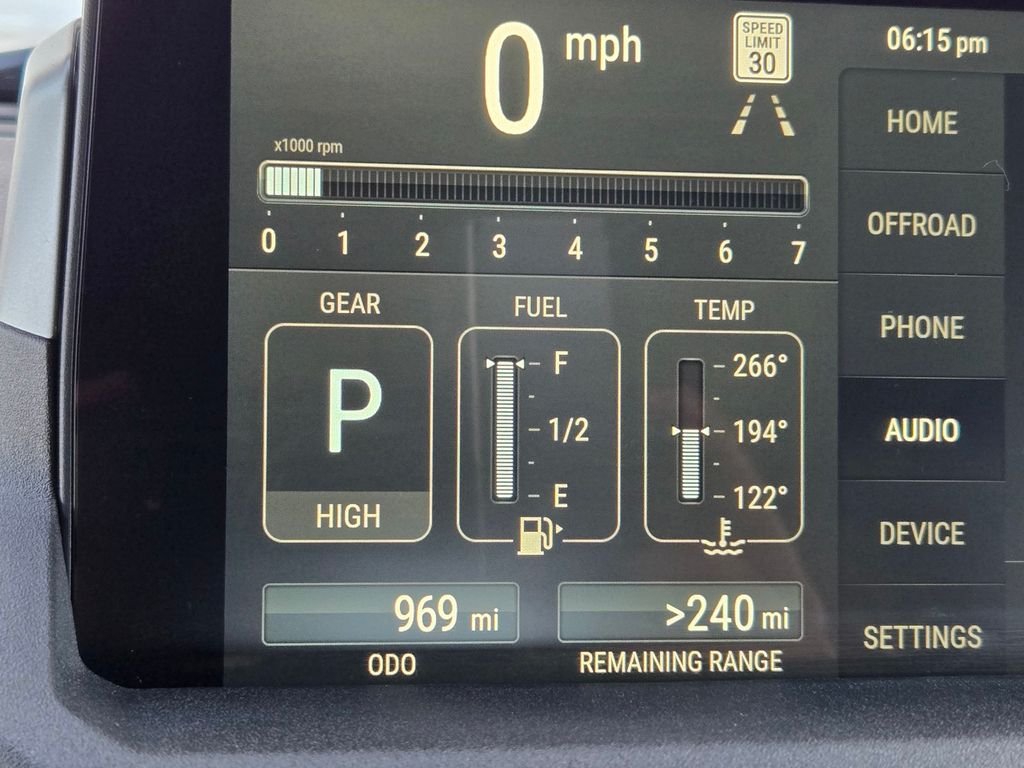 0 mph
SPEED
LIMIT
30
06:15 pm
HOME
x1000 rpm
0 1 2 3 4 5 6 7
OFFROAD
GEAR
FUEL
TEMP
PHONE
P
HIGH
F
1/2
E
266°
194°
122°
AUDIO
DEVICE
969 mi
ODO
>240 mi
REMAINING RANGE
SETTINGS